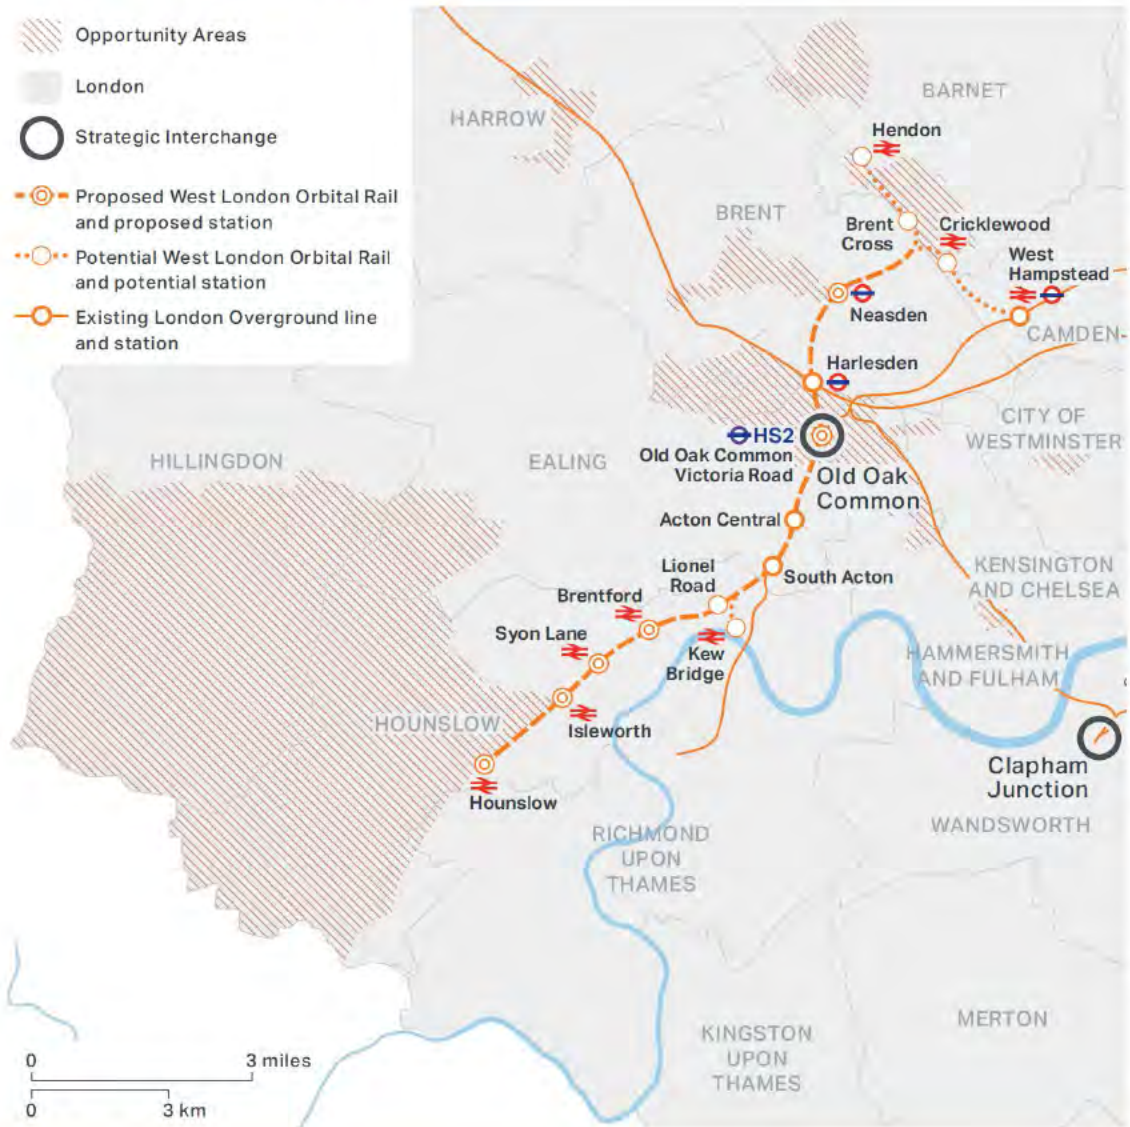 Opportunity Areas
London
Strategic Interchange
Proposed West London Orbital Rail
and proposed station
Potential West London Orbital Rail
and potential station
Existing London Overground line
and station
HARROW
BARNET
Hendon
BRENT
Brent
Cross
Cricklewood
West
Hampstead
Neasden
CAMDEN
Harlesden
CITY OF
WESTMINSTER
HS2
Old Oak Common
Victoria Road
Old Oak
Common
HILLINGDON
EALING
Acton Central
Lionel
Road
South Acton
KENSINGTON
AND CHELSEA
Brentford
Syon Lane
Kew
Bridge
HAMMERSMITH
AND FULHAM
HOUNSLOW
Isleworth
Hounslow
Clapham
Junction
WANDSWORTH
RICHMOND
UPON
THAMES
MERTON
KINGSTON
UPON
THAMES
0 3 miles
0 3 km